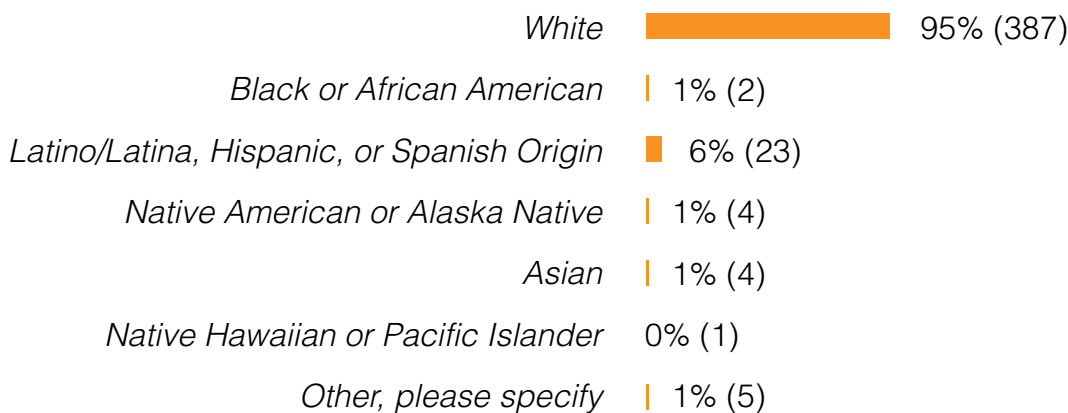 White 95% (387)
Black or African American 1% (2)
Latino/Latina, Hispanic, or Spanish Origin 6% (23)
Native American or Alaska Native 1% (4)
Asian 1% (4)
Native Hawaiian or Pacific Islander 0% (1)
Other, please specify 1% (5)